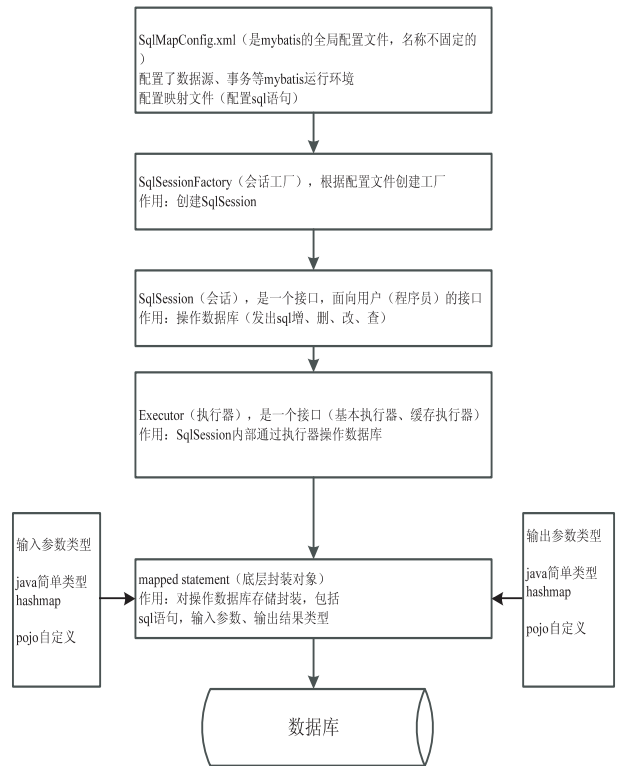 SqlMapConfig.xml（是mybatis的全局配置文件，名称不固定的
）
配置了数据源、事务等mybatis运行环境
配置映射文件（配置sql语句）
SqlSessionFactory（会话工厂），根据配置文件创建工厂
作用：创建SqlSession
SqlSession（会话），是一个接口，面向用户（程序员）的接口
作用：操作数据库（发出sql增、删、改、查）
Executor（执行器），是一个接口（基本执行器、缓存执行器）
作用：SqlSession内部通过执行器操作数据库
输入参数类型
java简单类型
hashmap
pojo自定义
mapped statement（底层封装对象）
作用：对操作数据库存储封装，包括
sql语句，输入参数、输出结果类型
输出参数类型
java简单类型
hashmap
pojo自定义
数据库